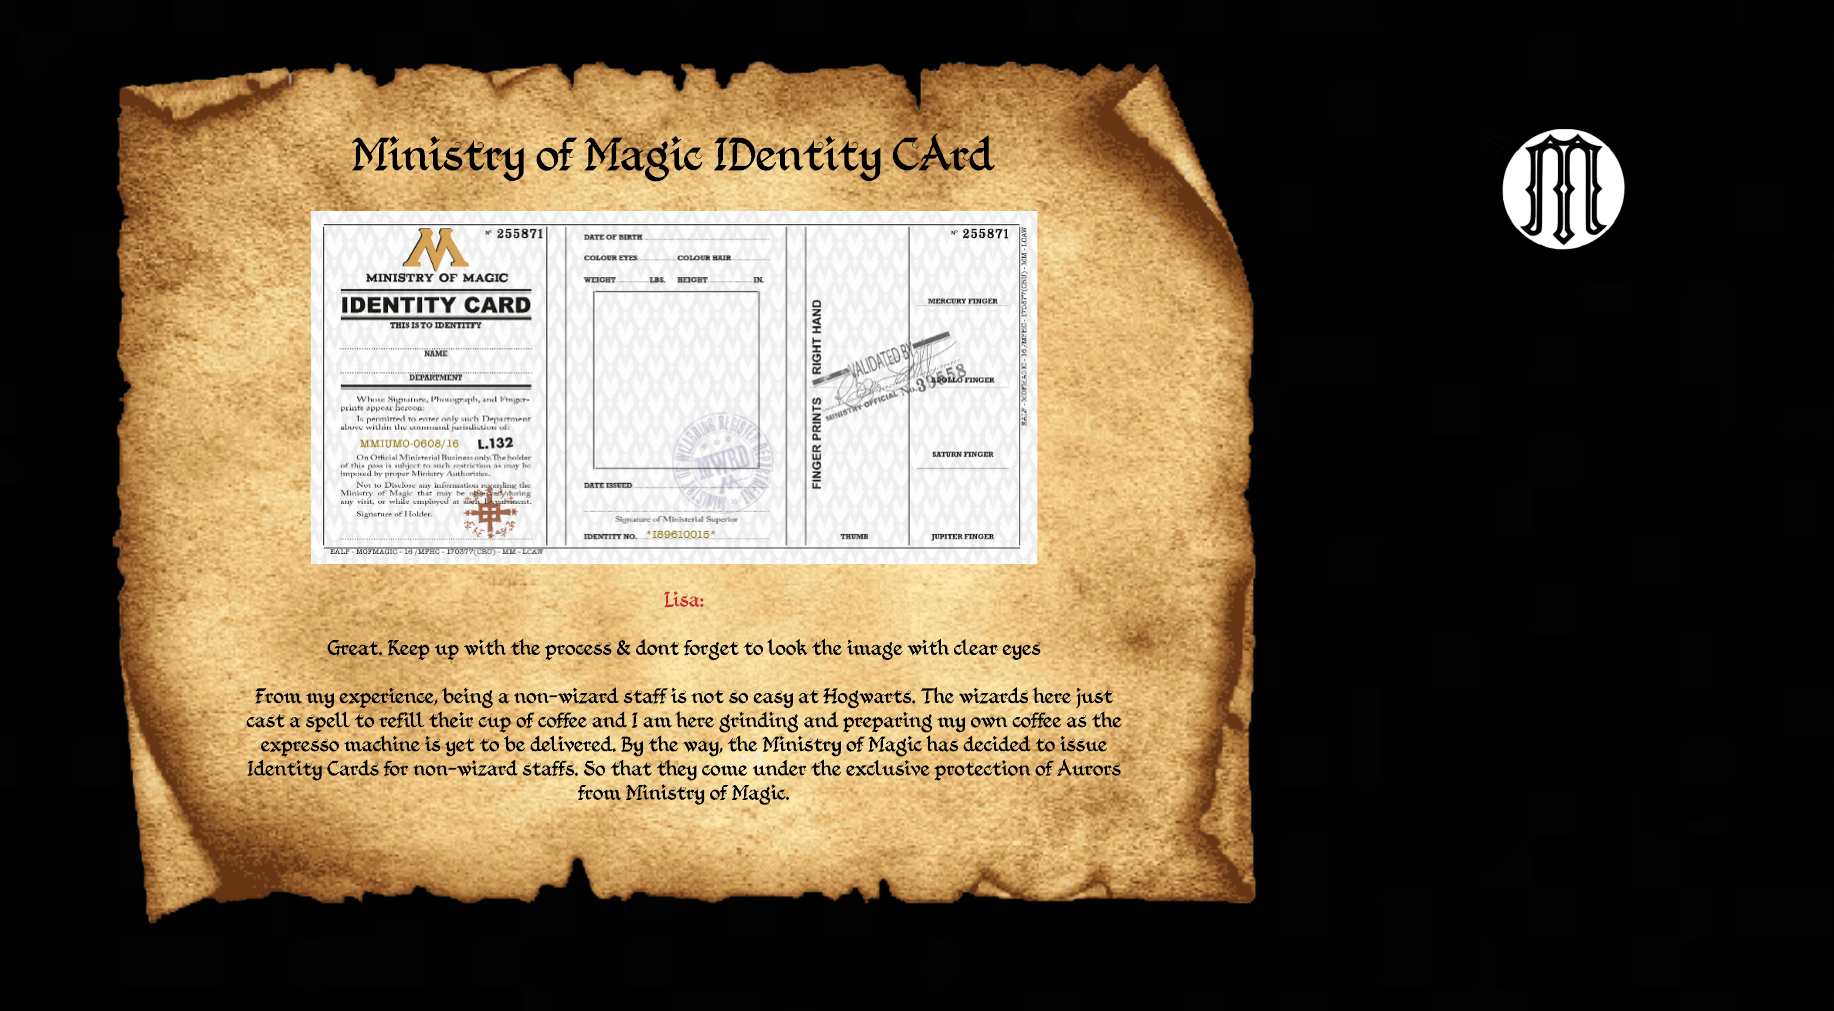 Ministry of Magic IDentity CArd
Nº 255871
MINISTRY OF MAGIC
IDENTITY CARD
THIS IS TO IDENTITFY
NAME
DEPARTMENT
Whose Signature, Photograph, and Finger-
prints appear hereon:
Is permitted to enter only such Department
above within the command jurisdiction of:
MMIUMO-0608/16 L.132
On Official Ministerial Business only. The holder
of this pass is subject to such restriction as may be
imposed by proper Ministry Authorities.
Not to Disclose any information regarding the
Ministry of Magic that may be during
any visit, or while employed at such Department.
Signature of Holder.
EALF - MOFMAGIC - 16 /MFHC - 170377(CRU) - MM - LCAW
DATE OF BIRTH
COLOUR EYES COLOUR HAIR
WEIGHT LBS. HEIGHT IN.
MWRD
DATE ISSUED
Signature of Ministerial Superior
IDENTITY NO. *I89610015*
FINGER PRINTS RIGHT HAND
VALIDATED BY
MINISTRY OFFICIAL No. 39558
THUMB
Nº 255871
MERCURY FINGER
APOLLO FINGER
SATURN FINGER
JUPITER FINGER
EALF - MOFMAGIC - 16 /MFHC - 170377(CRU) - MM - LCAW
M
Lisa:
Great. Keep up with the process & dont forget to look the image with clear eyes
From my experience, being a non-wizard staff is not so easy at Hogwarts. The wizards here just
cast a spell to refill their cup of coffee and I am here grinding and preparing my own coffee as the
expresso machine is yet to be delivered. By the way, the Ministry of Magic has decided to issue
Identity Cards for non-wizard staffs. So that they come under the exclusive protection of Aurors
from Ministry of Magic.